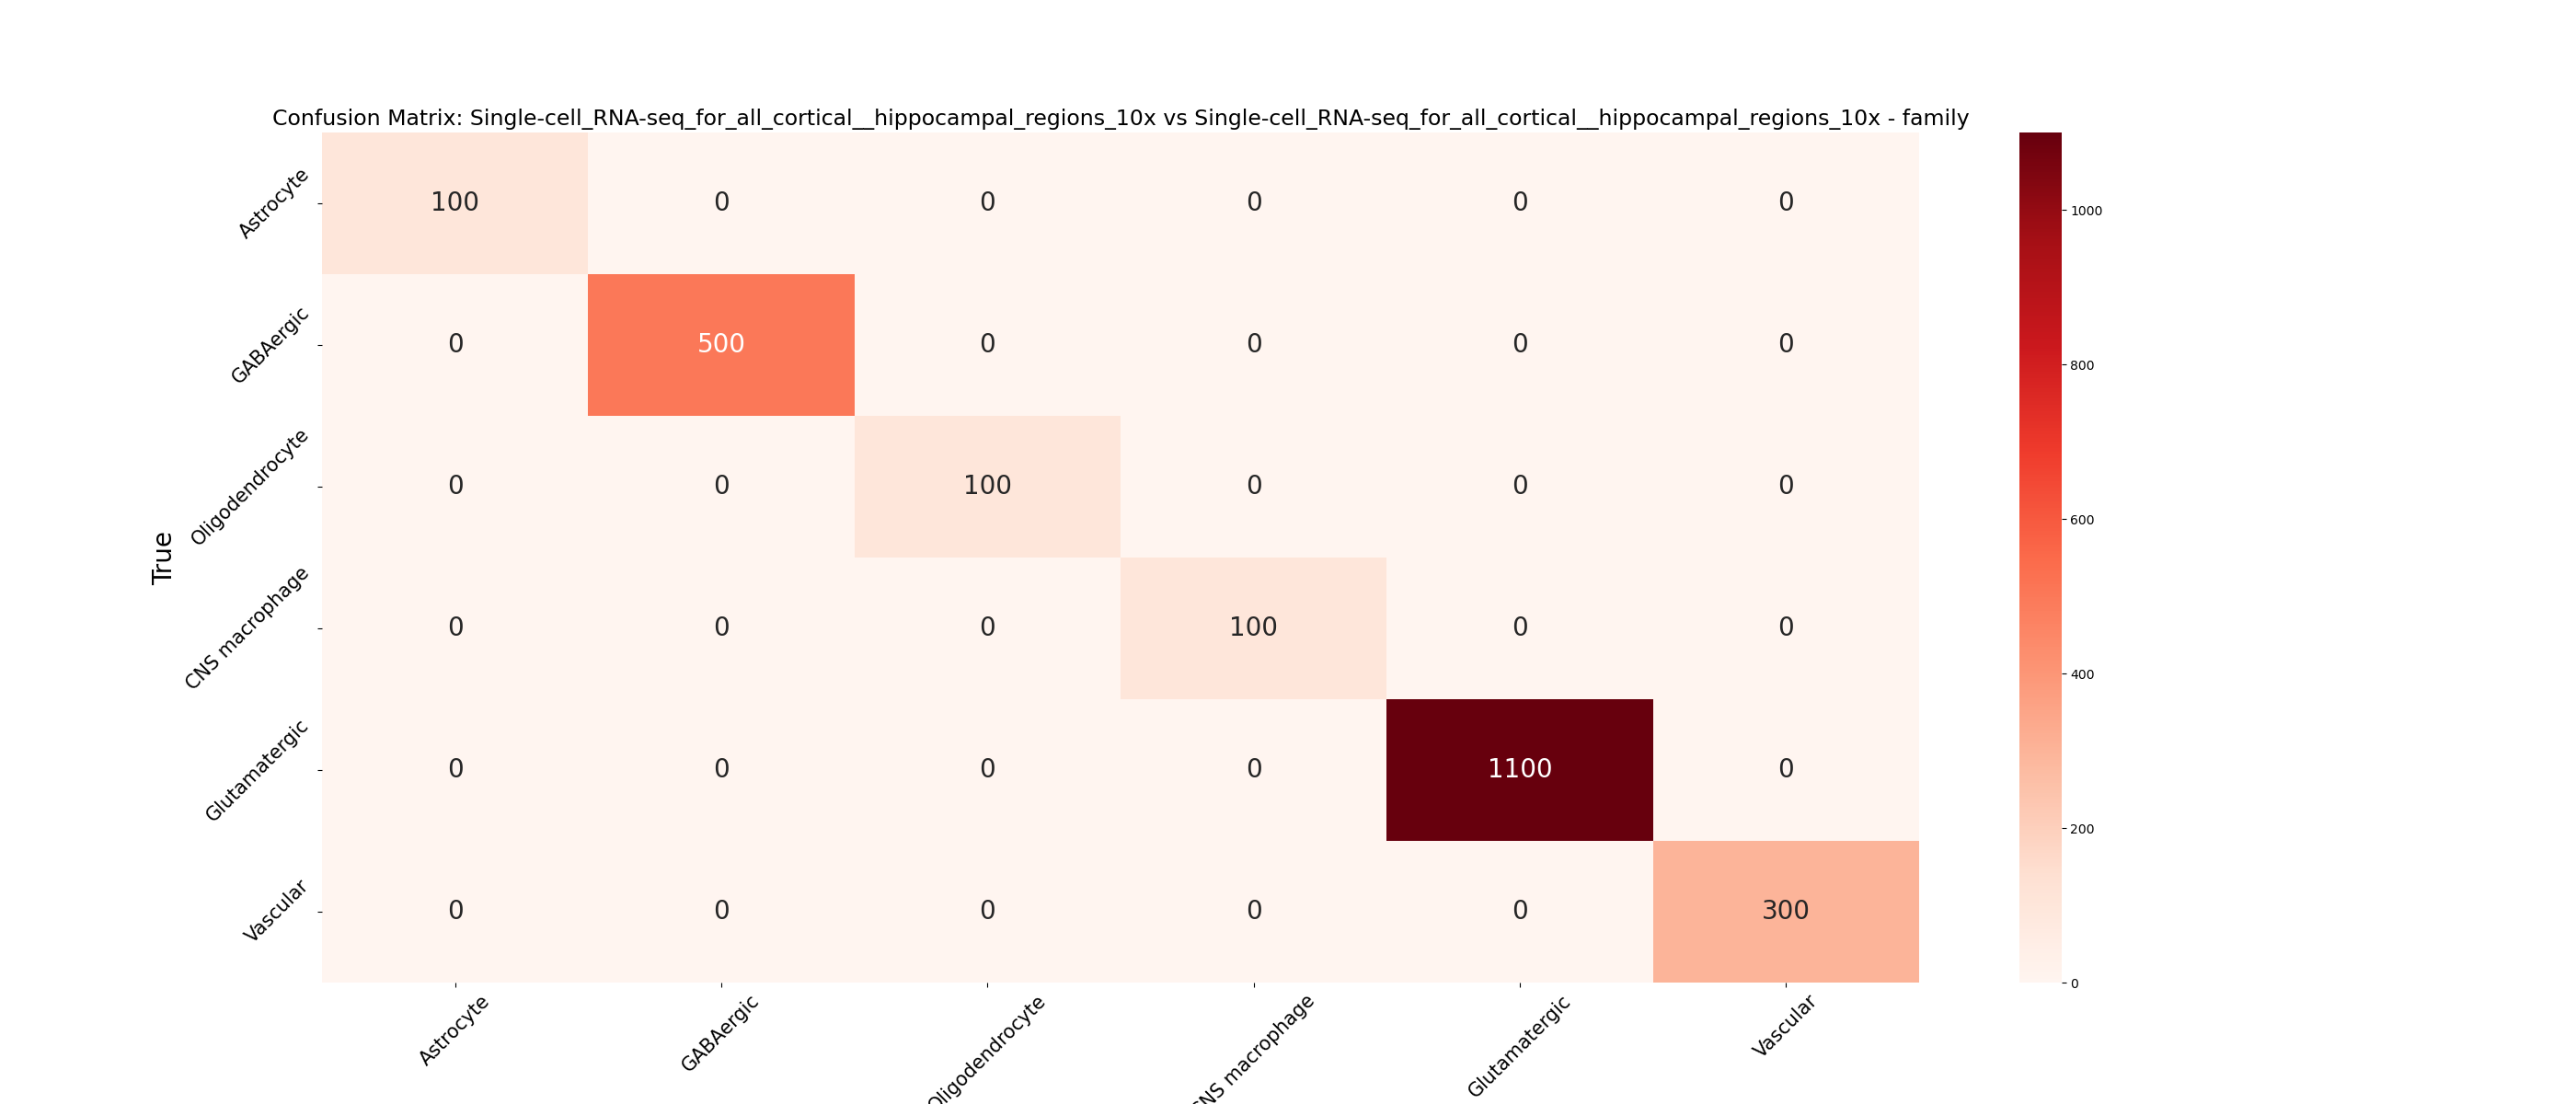 Confusion Matrix: Single-cell_RNA-seq_for_all_cortical__hippocampal_regions_10x vs Single-cell_RNA-seq_for_all_cortical__hippocampal_regions_10x - family
Astrocyte 100 0 0 0 0 0
GABAergic 0 500 0 0 0 0
Oligodendrocyte 0 0 100 0 0 0
CNS macrophage 0 0 0 100 0 0
Glutamatergic 0 0 0 0 1100 0
Vascular 0 0 0 0 0 300
True
Astrocyte GABAergic Oligodendrocyte CNS macrophage Glutamatergic Vascular
1000
800
600
400
200
0